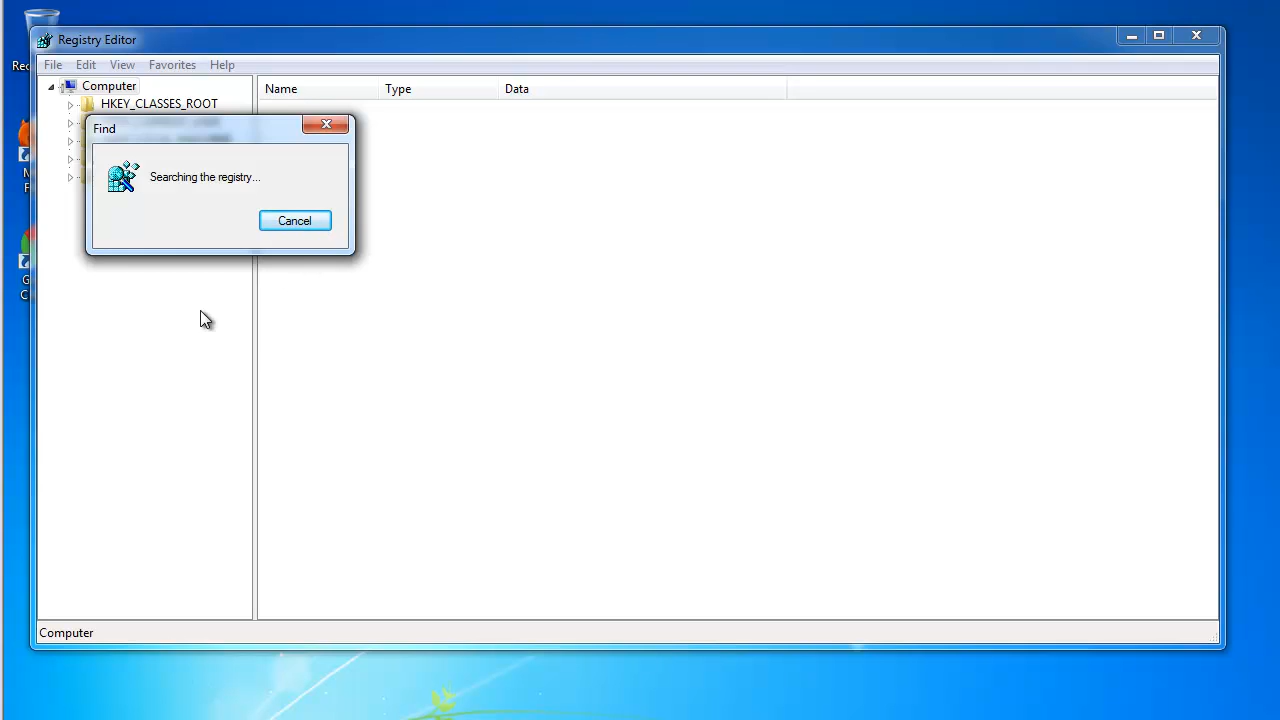 Registry Editor
File Edit View Favorites Help
Computer
Name Type Data
HKEY_CLASSES_ROOT
Find
Searching the registry...
Cancel
Computer